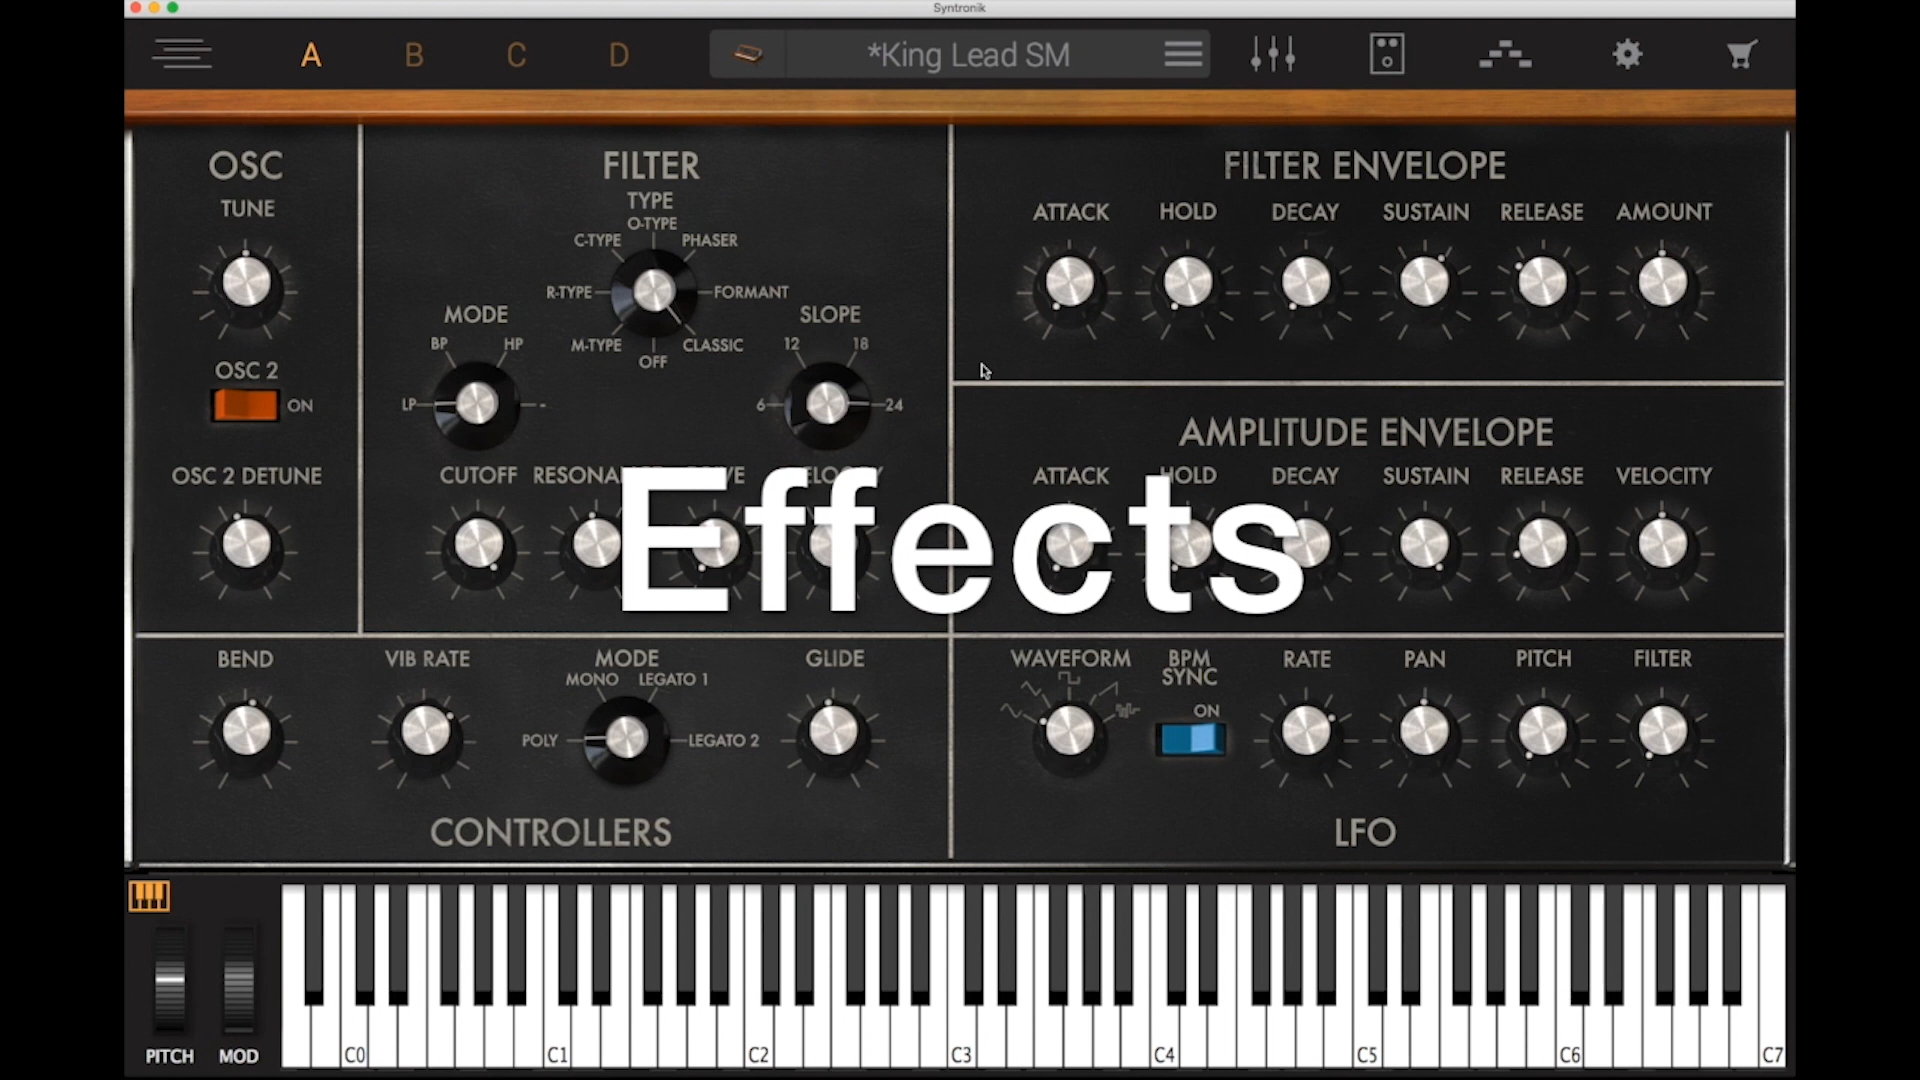 Syntronik
A B C D *King Lead SM
OSC
TUNE
OSC 2
ON
OSC 2 DETUNE
FILTER
TYPE
O-TYPE
C-TYPE PHASER
R-TYPE FORMANT
M-TYPE CLASSIC
OFF
MODE
BP HP
LP -
SLOPE
12 18
6 24
CUTOFF
FILTER ENVELOPE
ATTACK HOLD DECAY SUSTAIN RELEASE AMOUNT
AMPLITUDE ENVELOPE
ATTACK HOLD DECAY SUSTAIN RELEASE VELOCITY
Effects
BEND VIB RATE MODE GLIDE
MONO LEGATO 1
POLY LEGATO 2
CONTROLLERS
WAVEFORM BPM SYNC RATE PAN PITCH FILTER
ON
LFO
PITCH MOD
C0 C1 C2 C3 C4 C5 C6 C7